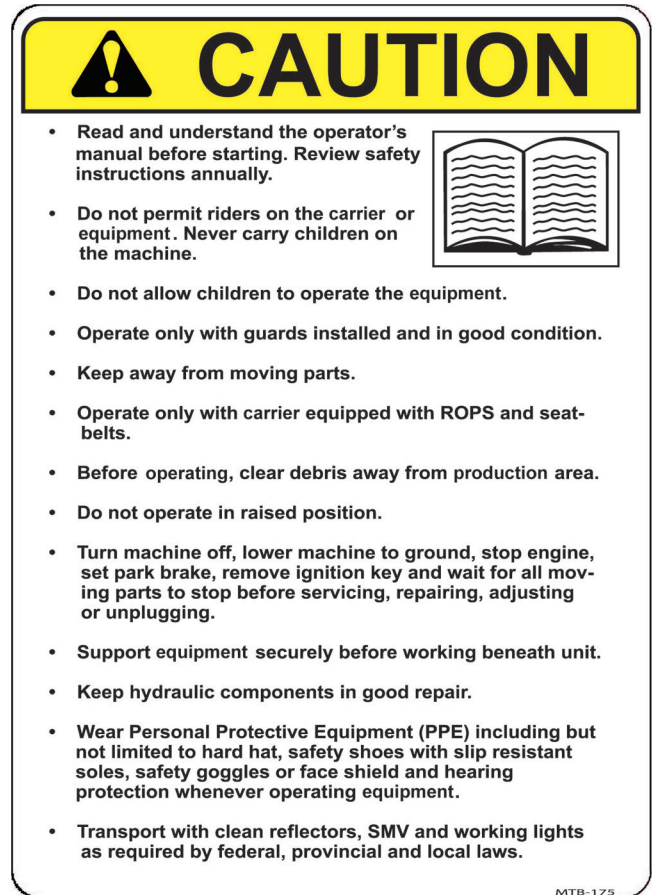 CAUTION
• Read and understand the operator's
manual before starting. Review safety
instructions annually.
• Do not permit riders on the carrier or
equipment. Never carry children on
the machine.
• Do not allow children to operate the equipment.
• Operate only with guards installed and in good condition.
• Keep away from moving parts.
• Operate only with carrier equipped with ROPS and seat-
belts.
• Before operating, clear debris away from production area.
• Do not operate in raised position.
• Turn machine off, lower machine to ground, stop engine,
set park brake, remove ignition key and wait for all mov-
ing parts to stop before servicing, repairing, adjusting
or unplugging.
• Support equipment securely before working beneath unit.
• Keep hydraulic components in good repair.
• Wear Personal Protective Equipment (PPE) including but
not limited to hard hat, safety shoes with slip resistant
soles, safety goggles or face shield and hearing
protection whenever operating equipment.
• Transport with clean reflectors, SMV and working lights
as required by federal, provincial and local laws.
MTB-175